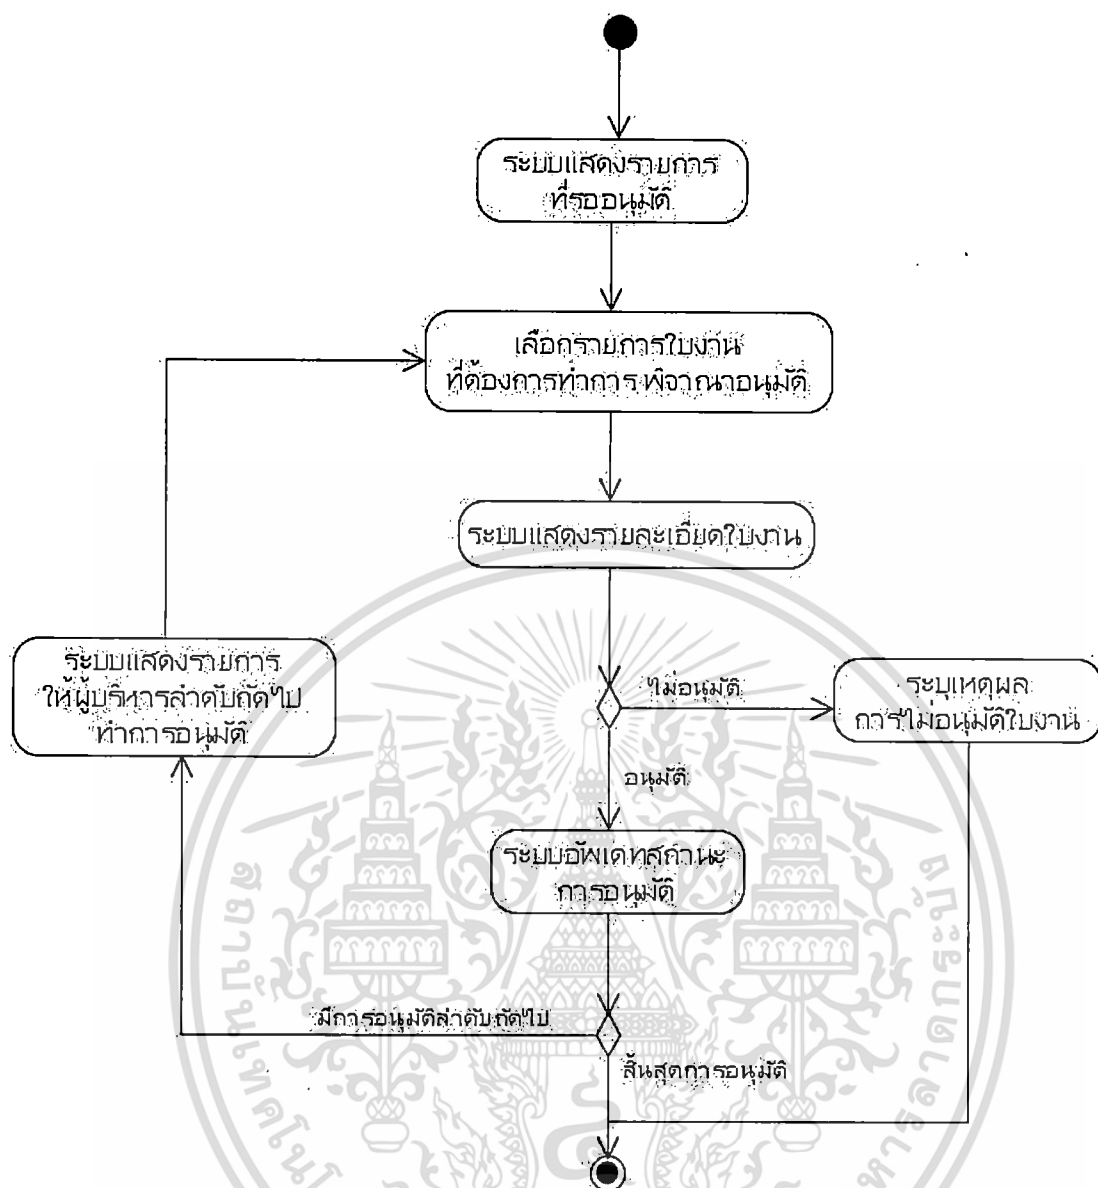 ระบบแสดงรายการ
ที่รออนุมัติ
เลือกรายการใบงาน
ที่ต้องการทำการพิจาณาอนุมัติ
ระบบแสดงรายละเอียดใบงาน
ระบบแสดงรายการ
ให้ผู้บริหารลำดับถัดไป
ทำการอนุมัติ
ไม่อนุมัติ
ระบุเหตุผล
การไม่อนุมัติใบงาน
อนุมัติ
ระบบอัพเดทสถานะ
การอนุมัติ
มีการอนุมัติลำดับถัดไป
สิ้นสุดการอนุมัติ